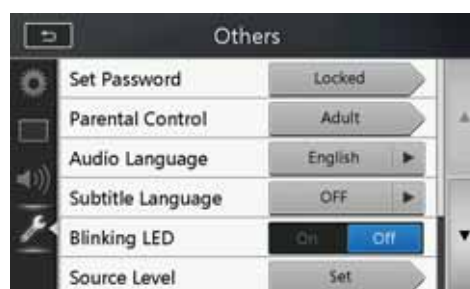 Others
Set Password Locked
Parental Control Adult
Audio Language English
Subtitle Language OFF
Blinking LED On Off
Source Level Set